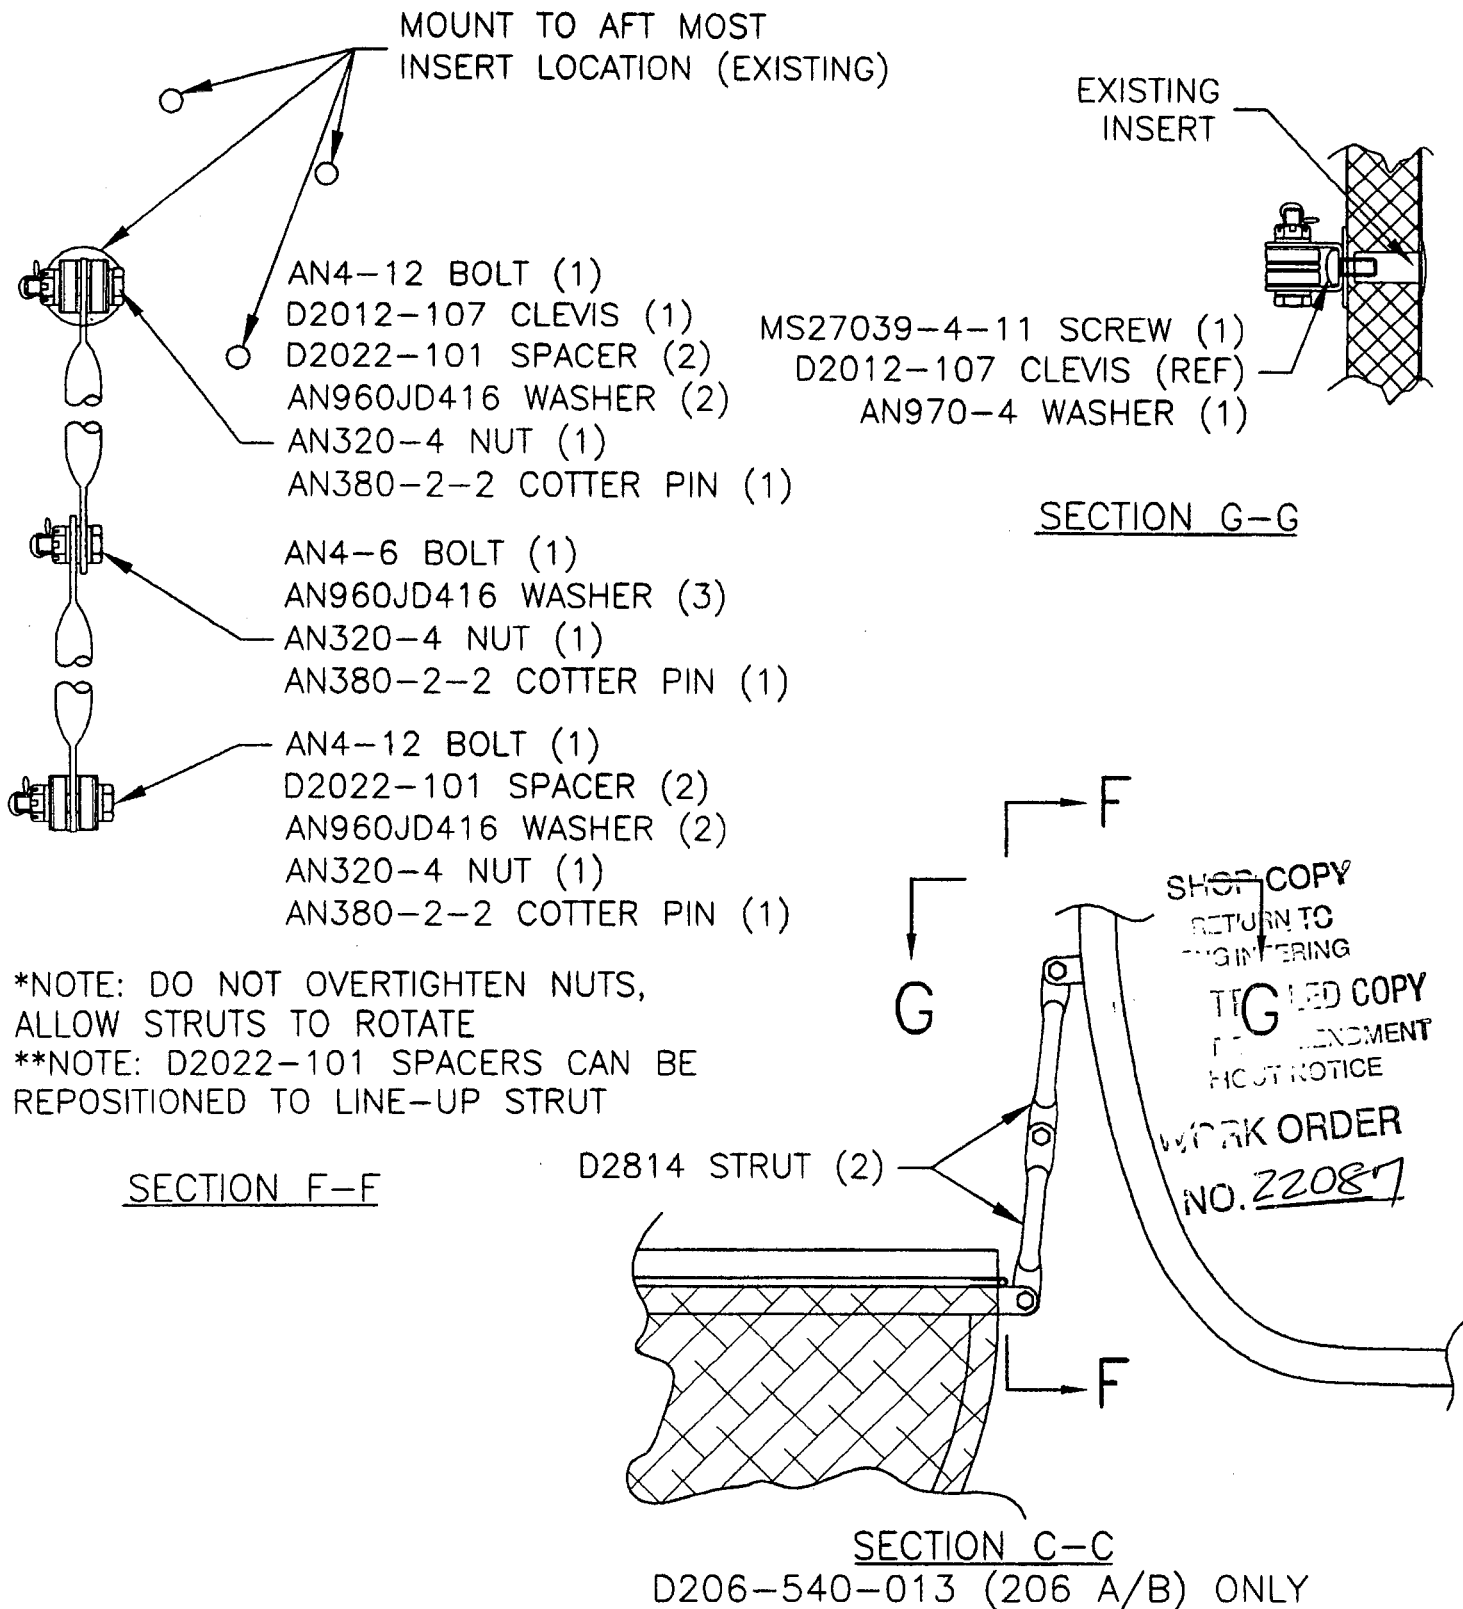 MOUNT TO AFT MOST
INSERT LOCATION (EXISTING)
EXISTING
INSERT
AN4-12 BOLT (1)
D2012-107 CLEVIS (1)
D2022-101 SPACER (2)
AN960JD416 WASHER (2)
AN320-4 NUT (1)
AN380-2-2 COTTER PIN (1)
MS27039-4-11 SCREW (1)
D2012-107 CLEVIS (REF)
AN970-4 WASHER (1)
SECTION G-G
AN4-6 BOLT (1)
AN960JD416 WASHER (3)
AN320-4 NUT (1)
AN380-2-2 COTTER PIN (1)
AN4-12 BOLT (1)
D2022-101 SPACER (2)
AN960JD416 WASHER (2)
AN320-4 NUT (1)
AN380-2-2 COTTER PIN (1)
*NOTE: DO NOT OVERTIGHTEN NUTS,
ALLOW STRUTS TO ROTATE
**NOTE: D2022-101 SPACERS CAN BE
REPOSITIONED TO LINE-UP STRUT
SECTION F-F
F
G
G
SHOP COPY
RETURN TO
COPY
NOTICE
WORK ORDER
NO. 22087
D2814 STRUT (2)
F
SECTION C-C
D206-540-013 (206 A/B) ONLY